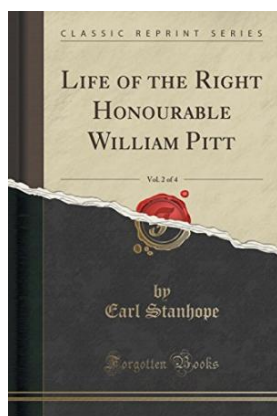 CLASSIC REPRINT SERIES
LIFE OF THE RIGHT
HONOURABLE
WILLIAM PITT
Vol. 2 of 4
by
Earl Stanhope
Forgotten Books